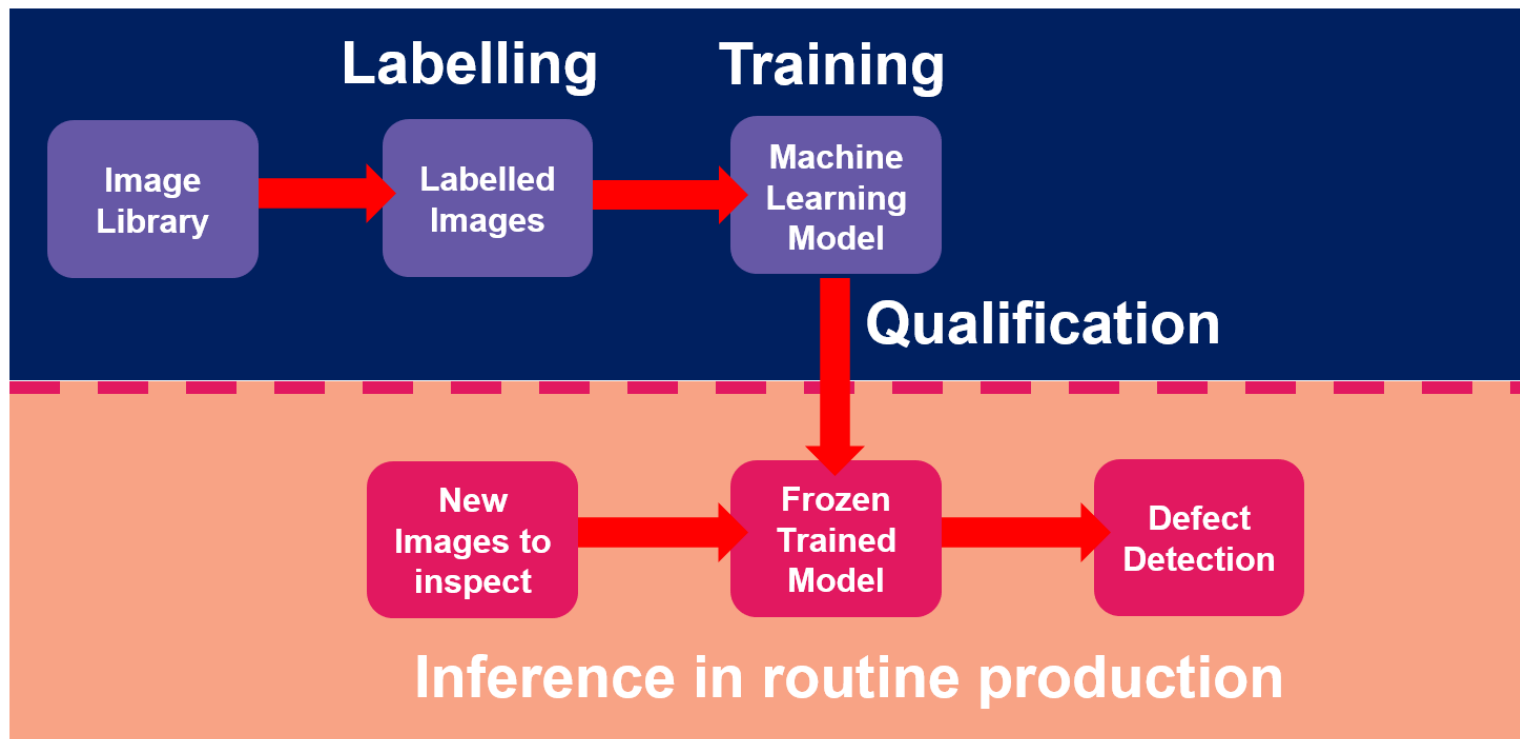 Labelling
Training
Image
Library
Labelled
Images
Machine
Learning
Model
Qualification
New
Images to
inspect
Frozen
Trained
Model
Defect
Detection
Inference in routine production